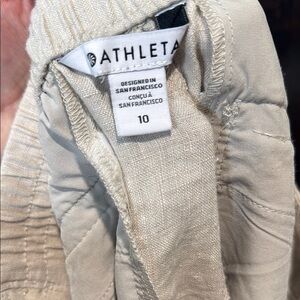 ATHLETA
DESIGNED IN
SAN FRANCISCO
CONÇU À
SAN FRANCISCO
10